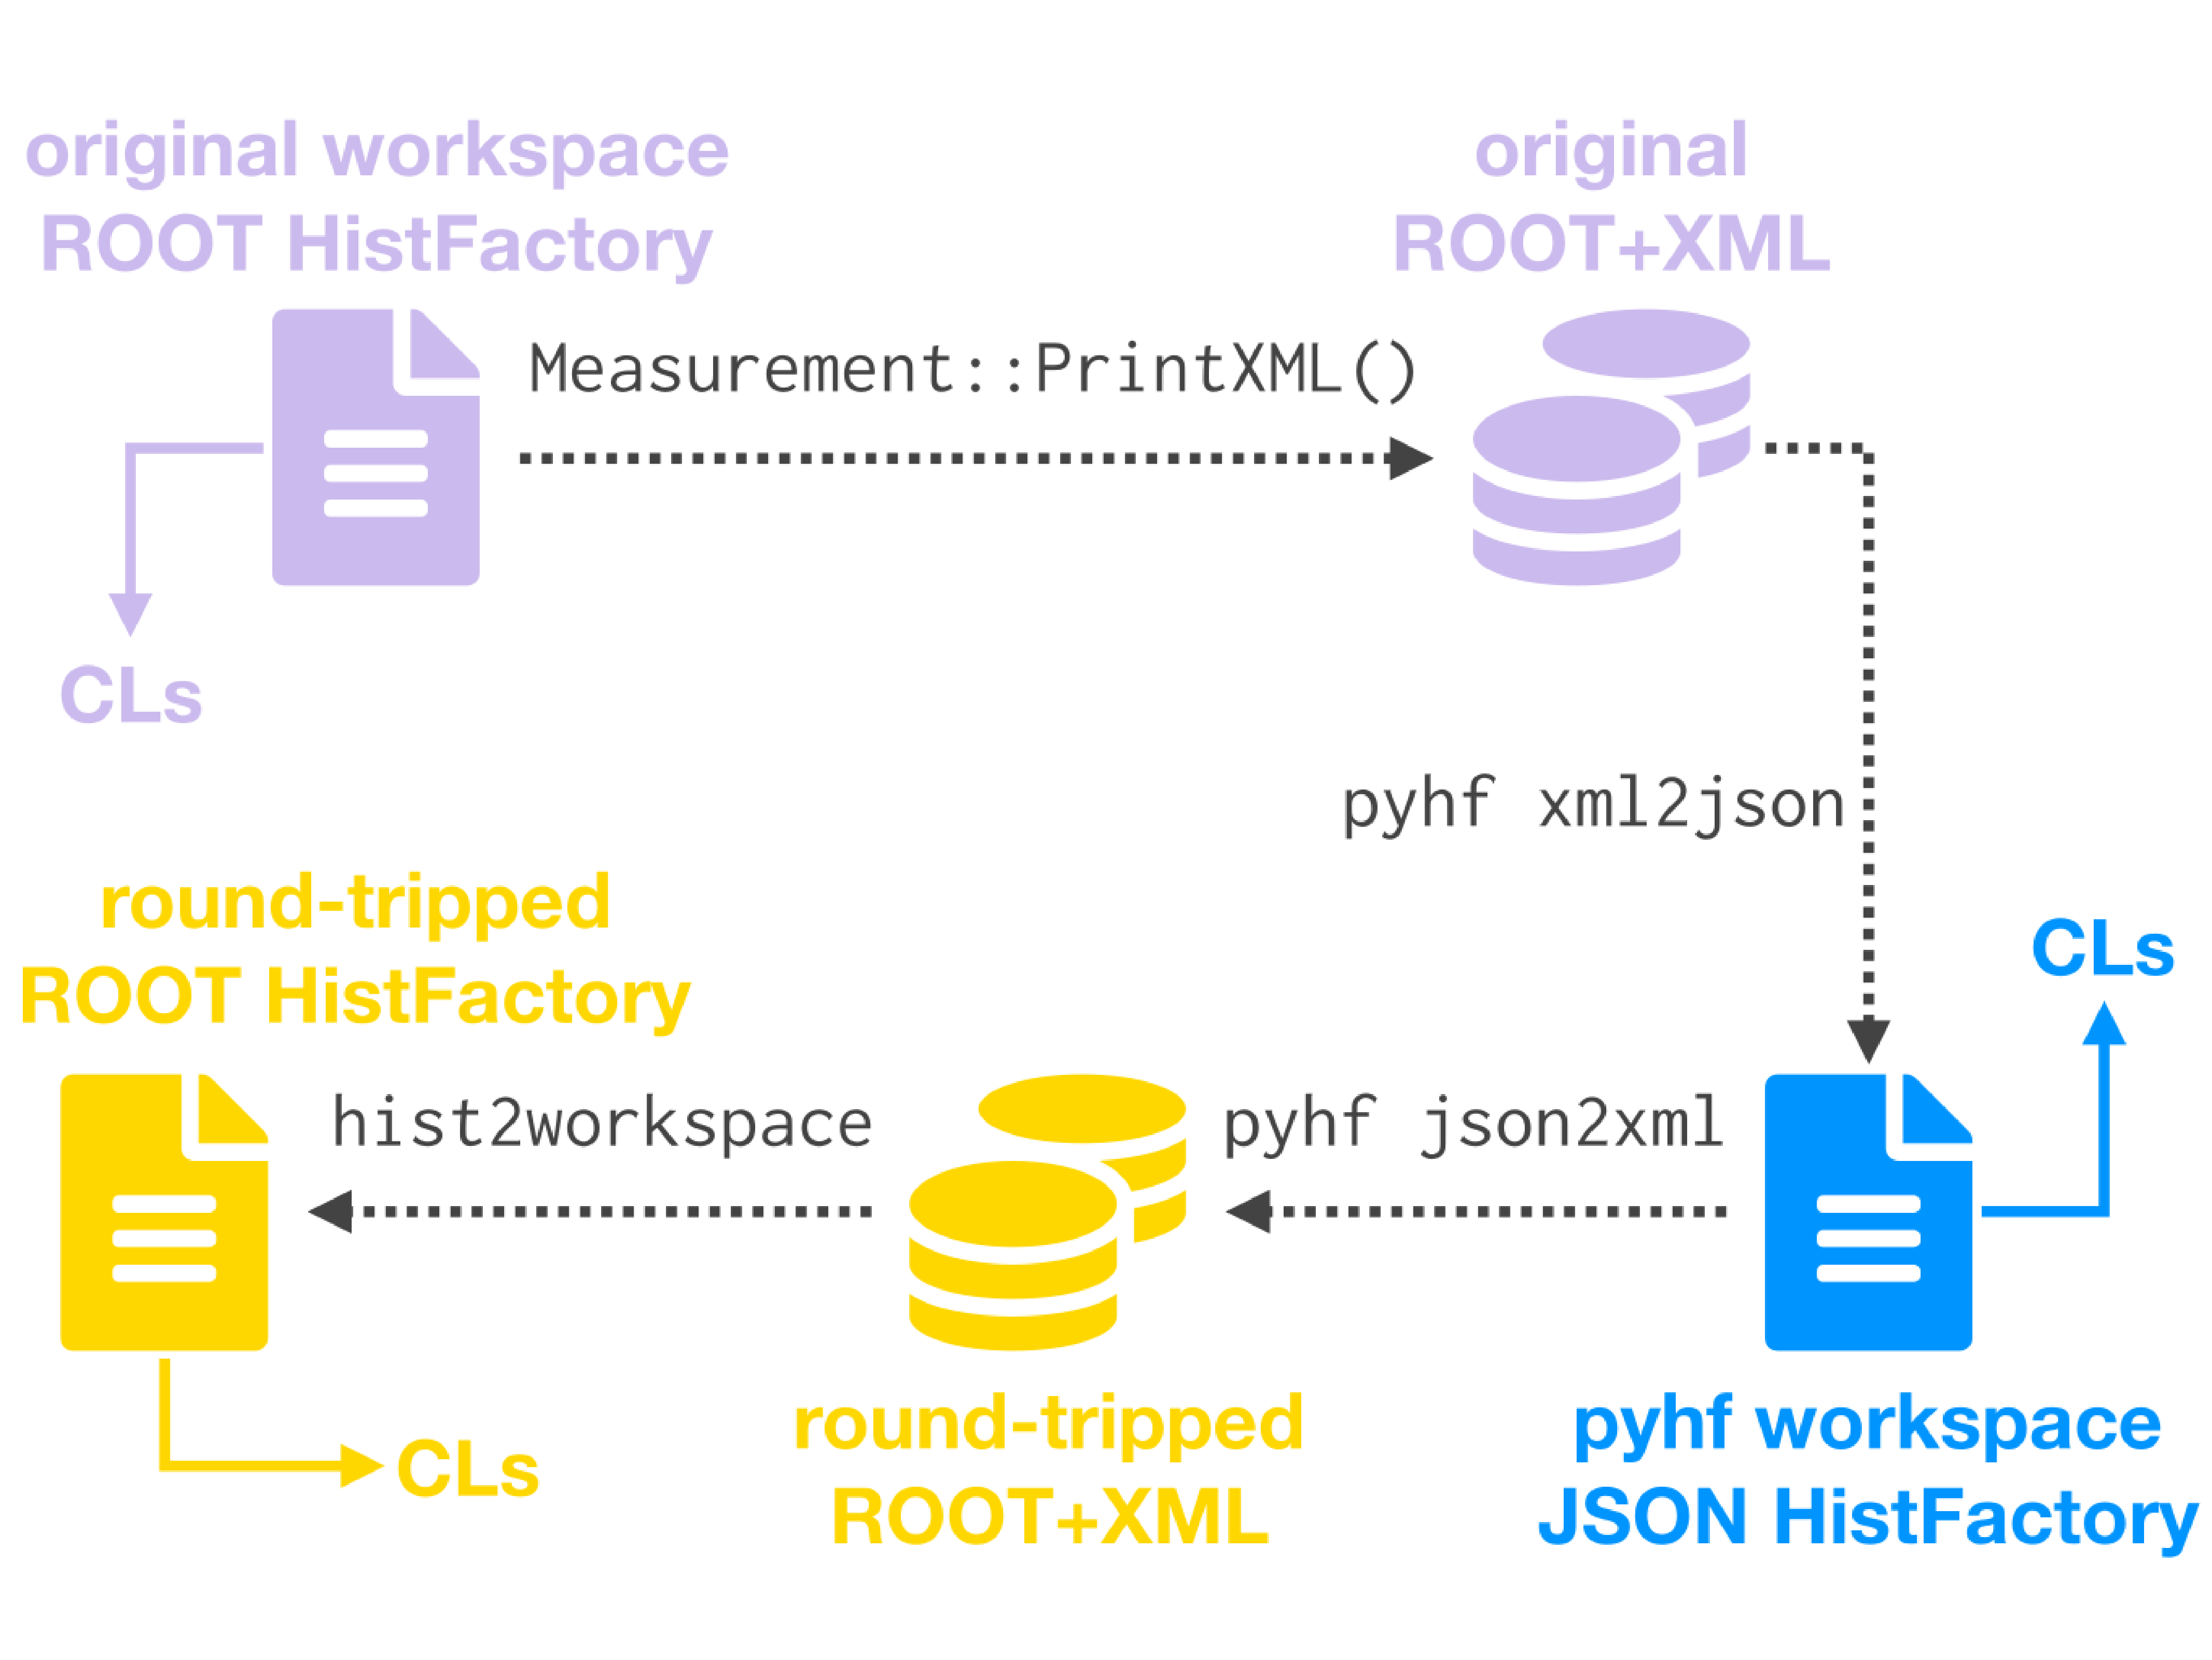 original workspace
ROOT HistFactory
original
ROOT+XML
Measurement::PrintXML()
CLs
pyhf xml2json
round-tripped
ROOT HistFactory
CLs
hist2workspace
pyhf json2xml
round-tripped
ROOT+XML
pyhf workspace
JSON HistFactory
CLs